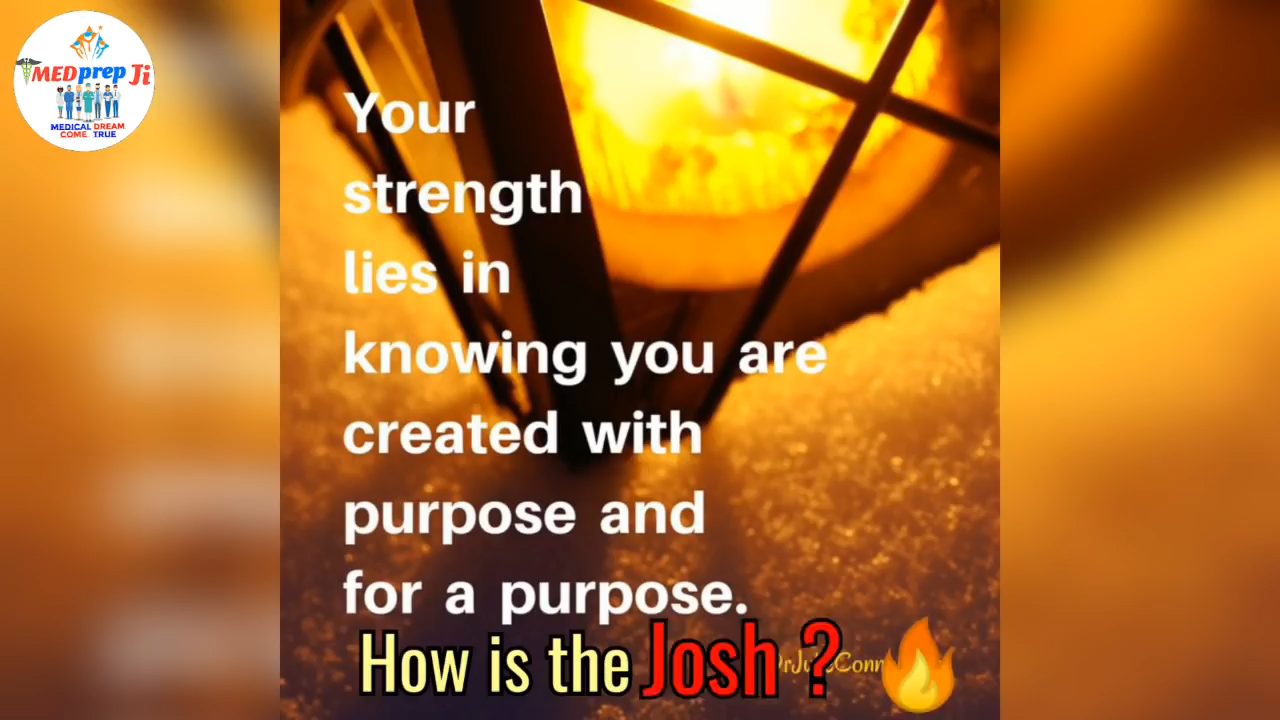 MEDprep Ji
MEDICAL DREAM
COME TRUE
Your
strength
lies in
knowing you are
created with
purpose and
for a purpose.
How is the Josh ?